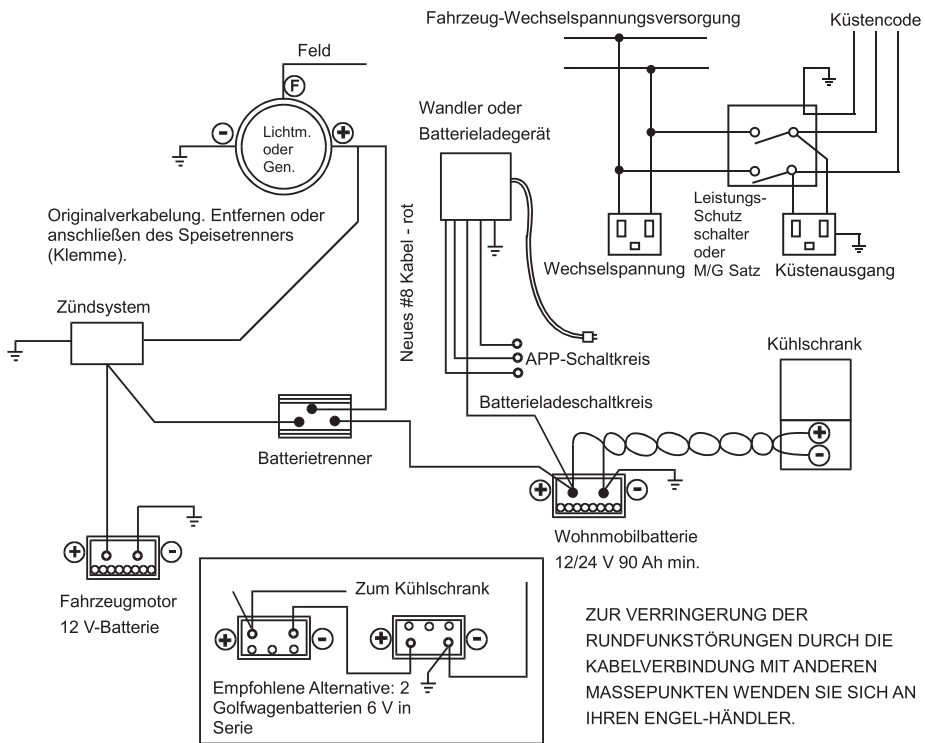 Fahrzeug-Wechselspannungsversorgung
Küstencode
Feld
F
Wandler oder
Batterieladegerät
- Lichtm. +
oder
Gen.
Originalverkabelung. Entfernen oder
anschließen des Speisetrenners
(Klemme).
Neues #8 Kabel - rot
Leistungs-
Schutz
schalter
oder
M/G Satz
Wechselspannung
Küstenausgang
Zündsystem
APP-Schaltkreis
Kühlschrank
Batterieladeschaltkreis
+
-
Batterietrenner
+ -
Wohnmobilbatterie
12/24 V 90 Ah min.
+ -
Fahrzeugmotor
12 V-Batterie
Zum Kühlschrank
+ - + -
Empfohlene Alternative: 2
Golfwagenbatterien 6 V in
Serie
ZUR VERRINGERUNG DER
RUNDFUNKSTÖRUNGEN DURCH DIE
KABELVERBINDUNG MIT ANDEREN
MASSEPUNKTEN WENDEN SIE SICH AN
IHREN ENGEL-HÄNDLER.